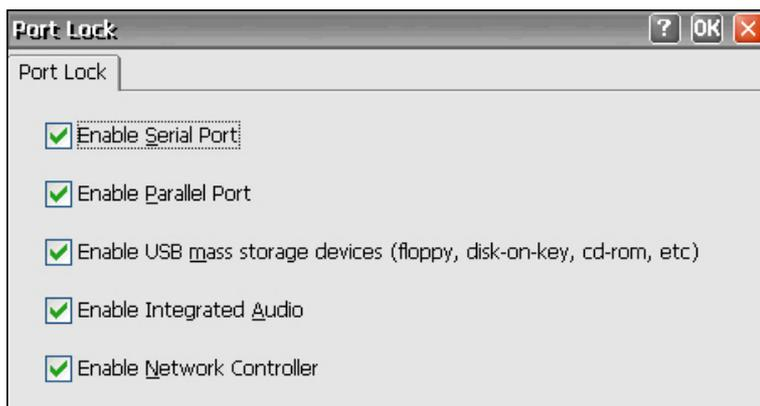 Port Lock
? OK
Port Lock
Enable Serial Port
Enable Parallel Port
Enable USB mass storage devices (floppy, disk-on-key, cd-rom, etc)
Enable Integrated Audio
Enable Network Controller